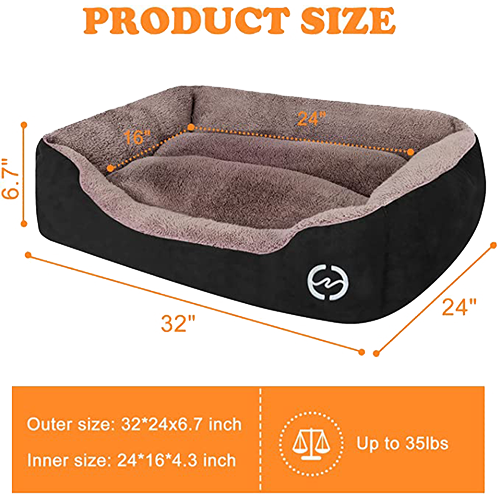 PRODUCT SIZE
24"
16"
6.7"
32"
24"
Outer size: 32*24x6.7 inch
Inner size: 24*16*4.3 inch
Up to 35lbs